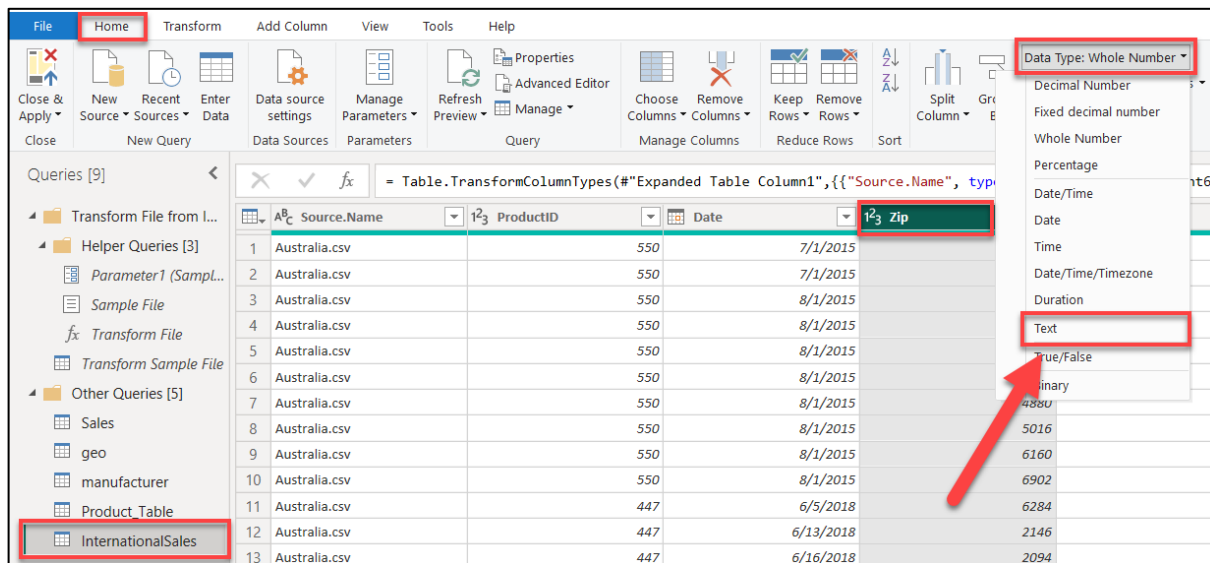 File Home Transform Add Column View Tools Help
Close & Apply
New Source
Recent Sources
Enter Data
Data source settings
Manage Parameters
Refresh Preview
Properties
Advanced Editor
Manage
Choose Columns
Remove Columns
Keep Rows
Remove Rows
Split Column
Data Type: Whole Number
Close New Query Data Sources Parameters Query Manage Columns Reduce Rows Sort
Decimal Number
Fixed decimal number
Whole Number
Percentage
Date/Time
Date
Time
Date/Time/Timezone
Duration
Text
True/False
Binary
Queries [9]
Transform File from I...
Helper Queries [3]
Parameter1 (Sampl...
Sample File
fx Transform File
Transform Sample File
Other Queries [5]
Sales
geo
manufacturer
Product_Table
InternationalSales
fx = Table.TransformColumnTypes(#"Expanded Table Column1",{{"Source.Name", typ
ABC Source.Name 123 ProductID Date 123 Zip
1 Australia.csv 550 7/1/2015
2 Australia.csv 550 7/1/2015
3 Australia.csv 550 8/1/2015
4 Australia.csv 550 8/1/2015
5 Australia.csv 550 8/1/2015
6 Australia.csv 550 8/1/2015
7 Australia.csv 550 8/1/2015 4880
8 Australia.csv 550 8/1/2015 5016
9 Australia.csv 550 8/1/2015 6160
10 Australia.csv 550 8/1/2015 6902
11 Australia.csv 447 6/5/2018 6284
12 Australia.csv 447 6/13/2018 2146
13 Australia.csv 447 6/16/2018 2094